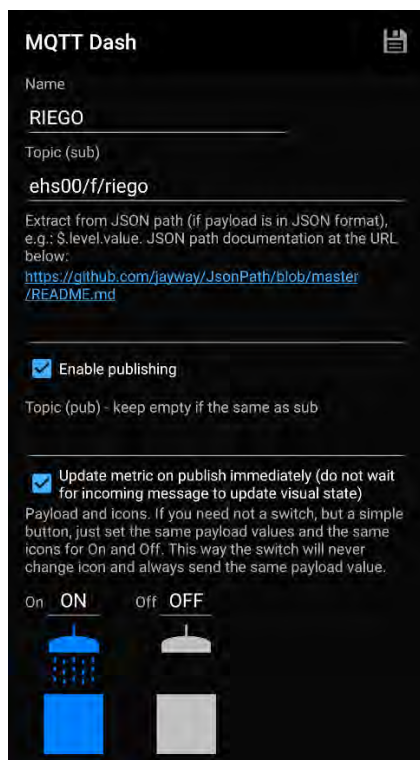 MQTT Dash
Name
RIEGO
Topic (sub)
ehs00/f/riego
Extract from JSON path (if payload is in JSON format),
e.g.: $.level.value. JSON path documentation at the URL
below:
https://github.com/jayway/JsonPath/blob/master
/README.md
Enable publishing
Topic (pub) - keep empty if the same as sub
Update metric on publish immediately (do not wait
for incoming message to update visual state)
Payload and icons. If you need not a switch, but a simple
button, just set the same payload values and the same
icons for On and Off. This way the switch will never
change icon and always send the same payload value.
On ON Off OFF